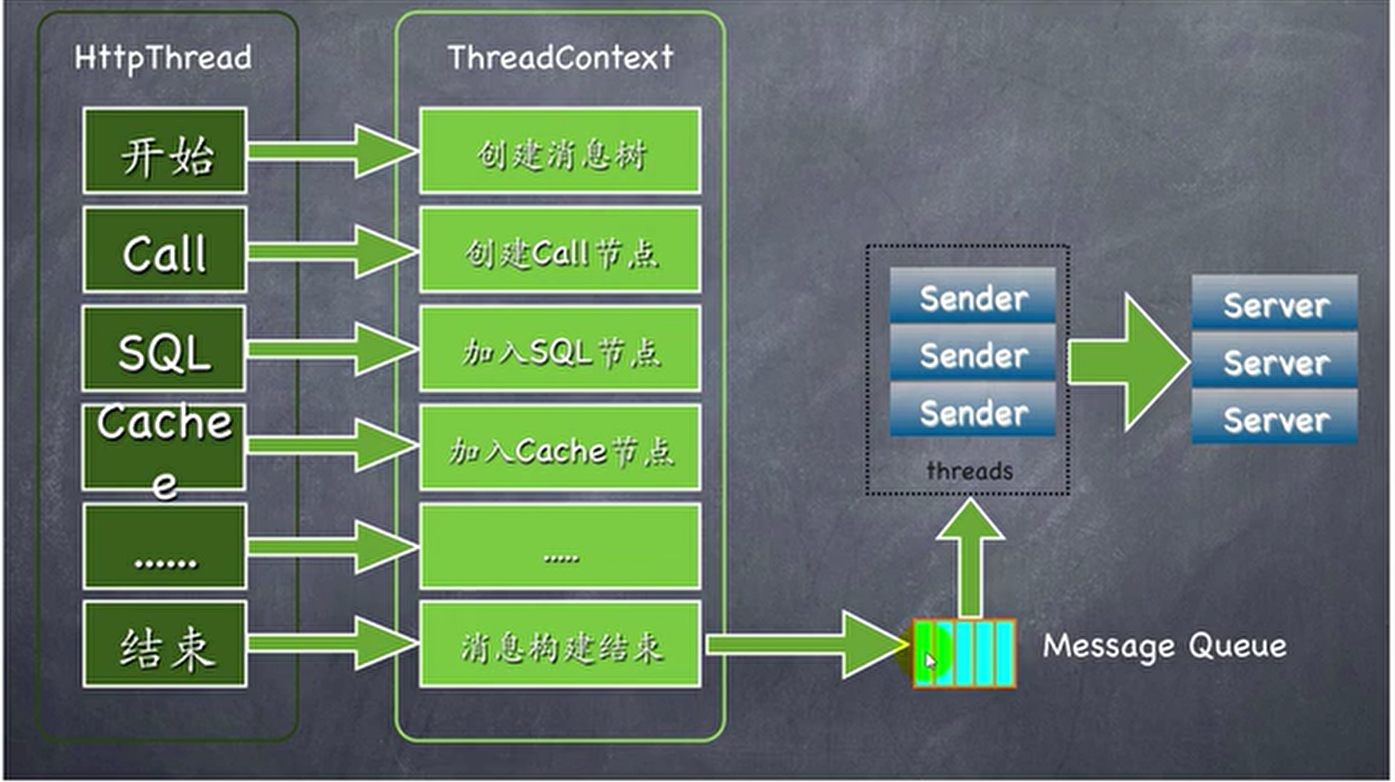 HttpThread
ThreadContext
开始
创建消息树
Call
创建Call节点
SQL
加入SQL节点
Cach
e
加入Cache节点
......
.....
结束
消息构建结束
Sender
Sender
Sender
threads
Server
Server
Server
Message Queue